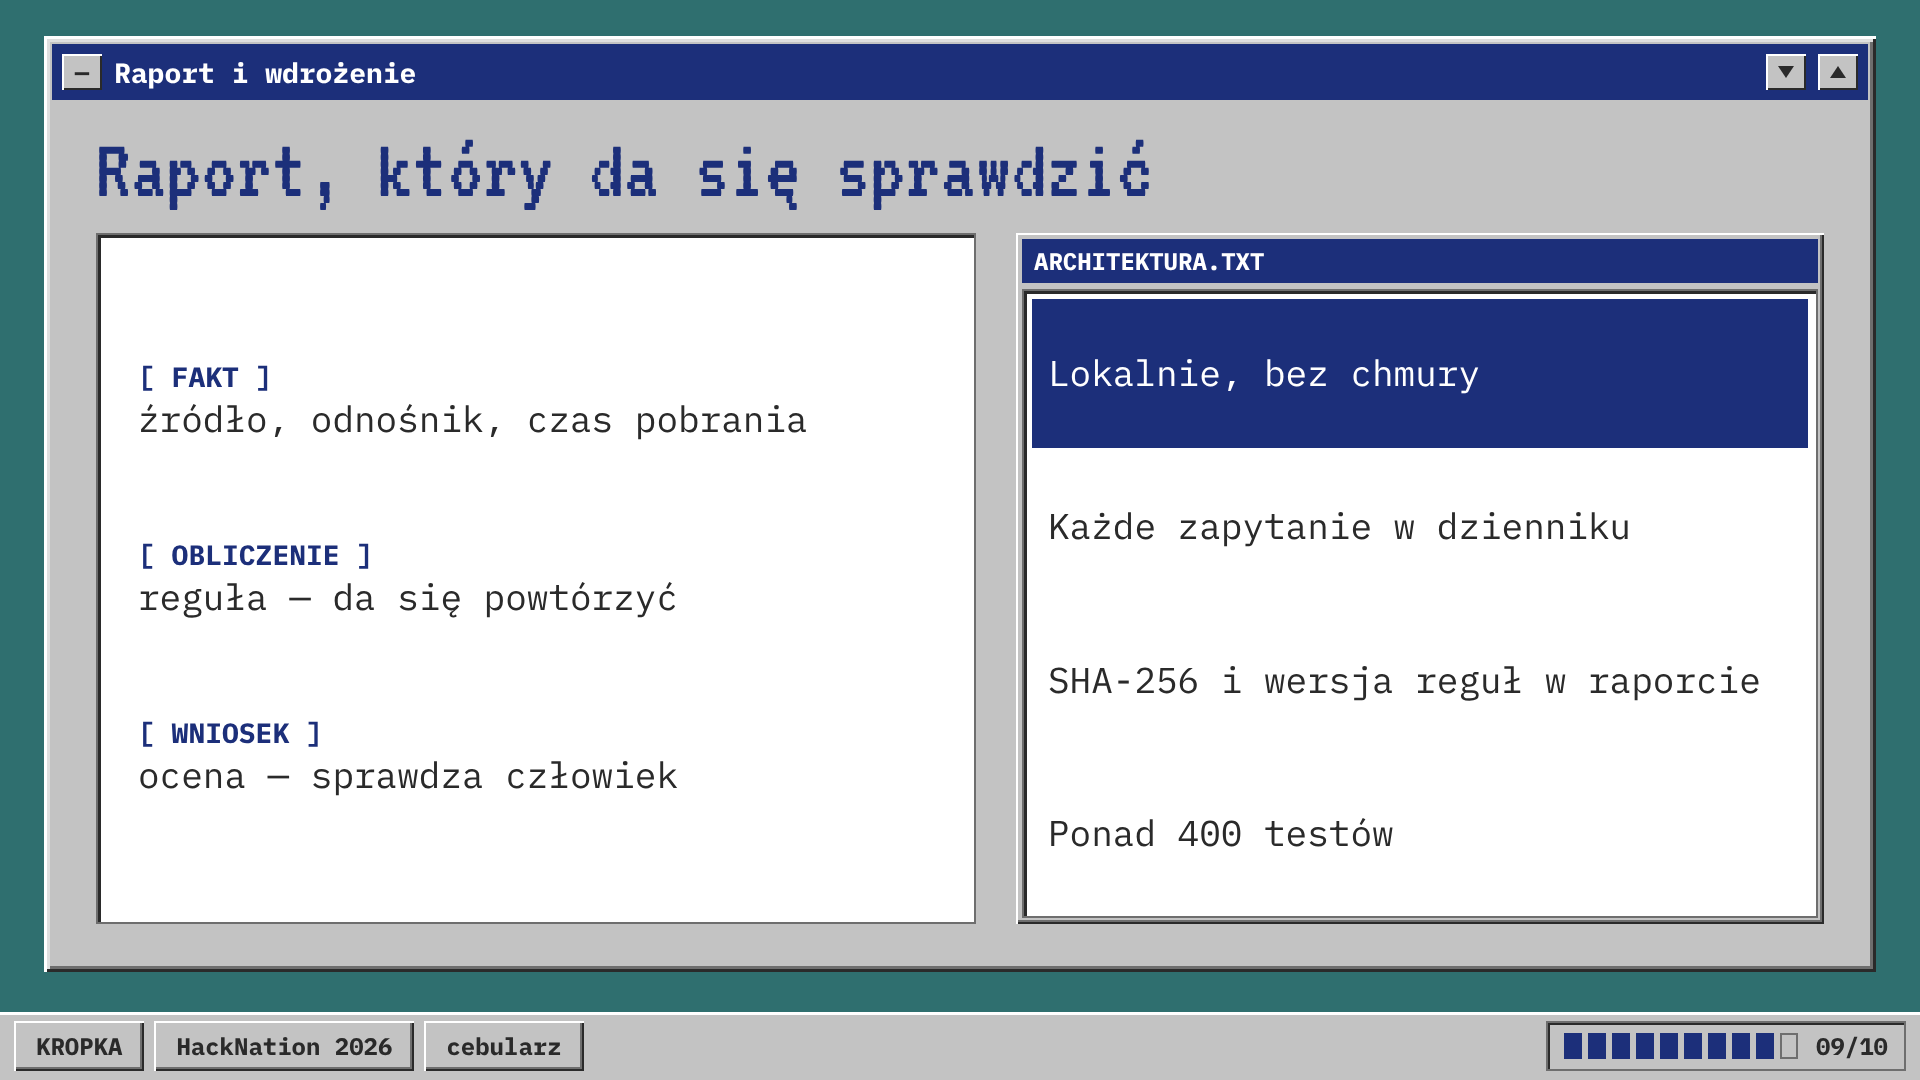 Raport i wdrożenie
Raport, który da się sprawdzić
[ FAKT ]
źródło, odnośnik, czas pobrania
[ OBLICZENIE ]
reguła — da się powtórzyć
[ WNIOSEK ]
ocena — sprawdza człowiek
ARCHITEKTURA.TXT
Lokalnie, bez chmury
Każde zapytanie w dzienniku
SHA-256 i wersja reguł w raporcie
Ponad 400 testów
KROPKA
HackNation 2026
cebularz
09/10